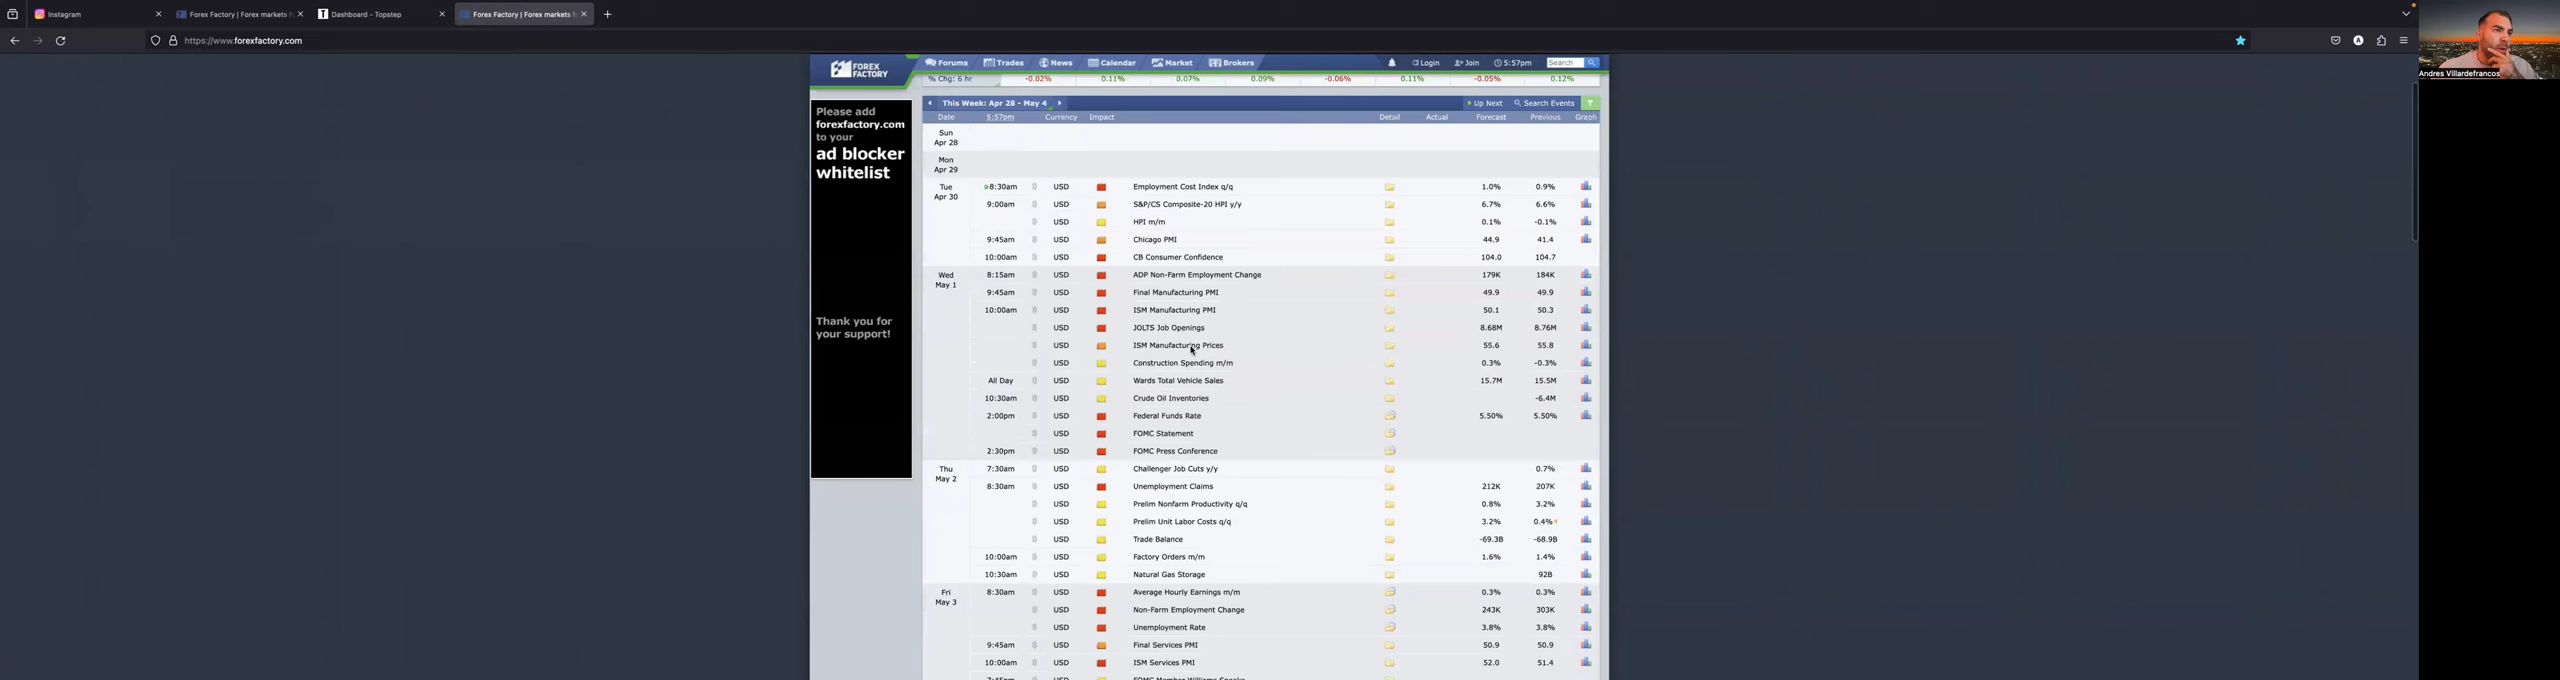 Instagram
Forex Factory | Forex markets f
Dashboard - Topstep
Forex Factory | Forex markets f
https://www.forexfactory.com
FOREX FACTORY
Forums Trades News Calendar Market Brokers Login Join 5:57pm Search
% Chg: 6 hr -0.02% 0.11% 0.07% 0.09% -0.06% 0.11% -0.05% 0.12%
Please add
forexfactory.com
to your
ad blocker
whitelist
Thank you for
your support!
This Week: Apr 28 - May 4 Up Next Search Events
Date 5:57pm Currency Impact Detail Actual Forecast Previous Graph
Sun
Apr 28
Mon
Apr 29
Tue
Apr 30
8:30am USD Employment Cost Index q/q 1.0% 0.9%
9:00am USD S&P/CS Composite-20 HPI y/y 6.7% 6.6%
USD HPI m/m 0.1% -0.1%
9:45am USD Chicago PMI 44.9 41.4
10:00am USD CB Consumer Confidence 104.0 104.7
Wed
May 1
8:15am USD ADP Non-Farm Employment Change 179K 184K
9:45am USD Final Manufacturing PMI 49.9 49.9
10:00am USD ISM Manufacturing PMI 50.1 50.3
USD JOLTS Job Openings 8.68M 8.76M
USD ISM Manufacturing Prices 55.6 55.8
USD Construction Spending m/m 0.3% -0.3%
All Day USD Wards Total Vehicle Sales 15.7M 15.5M
10:30am USD Crude Oil Inventories -6.4M
2:00pm USD Federal Funds Rate 5.50% 5.50%
USD FOMC Statement
2:30pm USD FOMC Press Conference
Thu
May 2
7:30am USD Challenger Job Cuts y/y 0.7%
8:30am USD Unemployment Claims 212K 207K
USD Prelim Nonfarm Productivity q/q 0.8% 3.2%
USD Prelim Unit Labor Costs q/q 3.2% 0.4%
USD Trade Balance -69.3B -68.9B
10:00am USD Factory Orders m/m 1.6% 1.4%
10:30am USD Natural Gas Storage 92B
Fri
May 3
8:30am USD Average Hourly Earnings m/m 0.3% 0.3%
USD Non-Farm Employment Change 243K 303K
USD Unemployment Rate 3.8% 3.8%
9:45am USD Final Services PMI 50.9 50.9
10:00am USD ISM Services PMI 52.0 51.4
Andres Villardefrancos